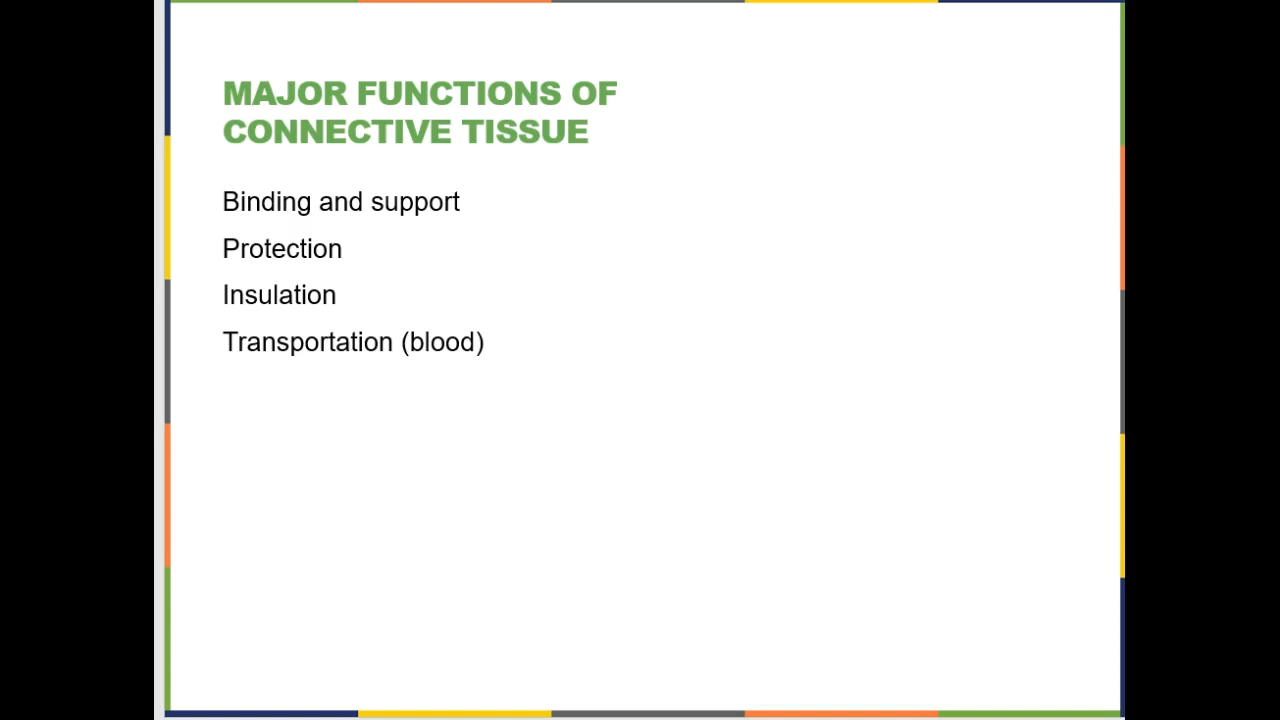 MAJOR FUNCTIONS OF
CONNECTIVE TISSUE
Binding and support
Protection
Insulation
Transportation (blood)